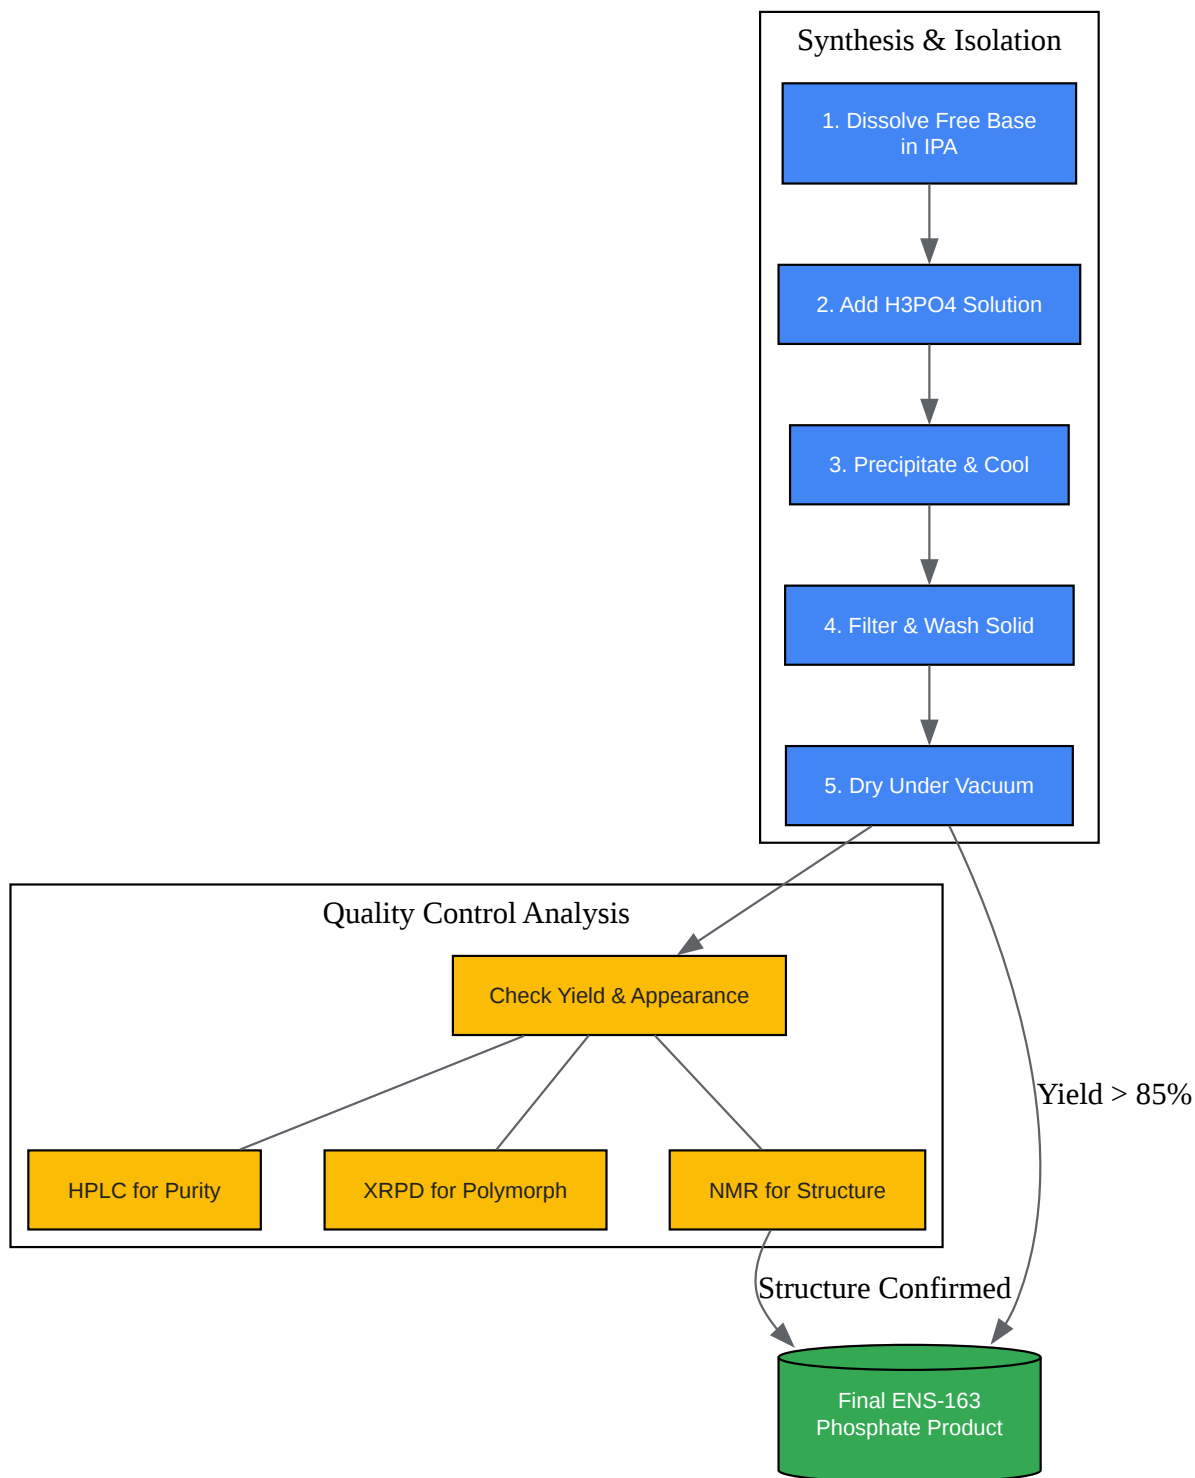 Synthesis & Isolation
1. Dissolve Free Base
in IPA
2. Add H3PO4 Solution
3. Precipitate & Cool
4. Filter & Wash Solid
5. Dry Under Vacuum
Quality Control Analysis
Check Yield & Appearance
Yield > 85%
HPLC for Purity
XRPD for Polymorph
NMR for Structure
Structure Confirmed
Final ENS-163
Phosphate Product